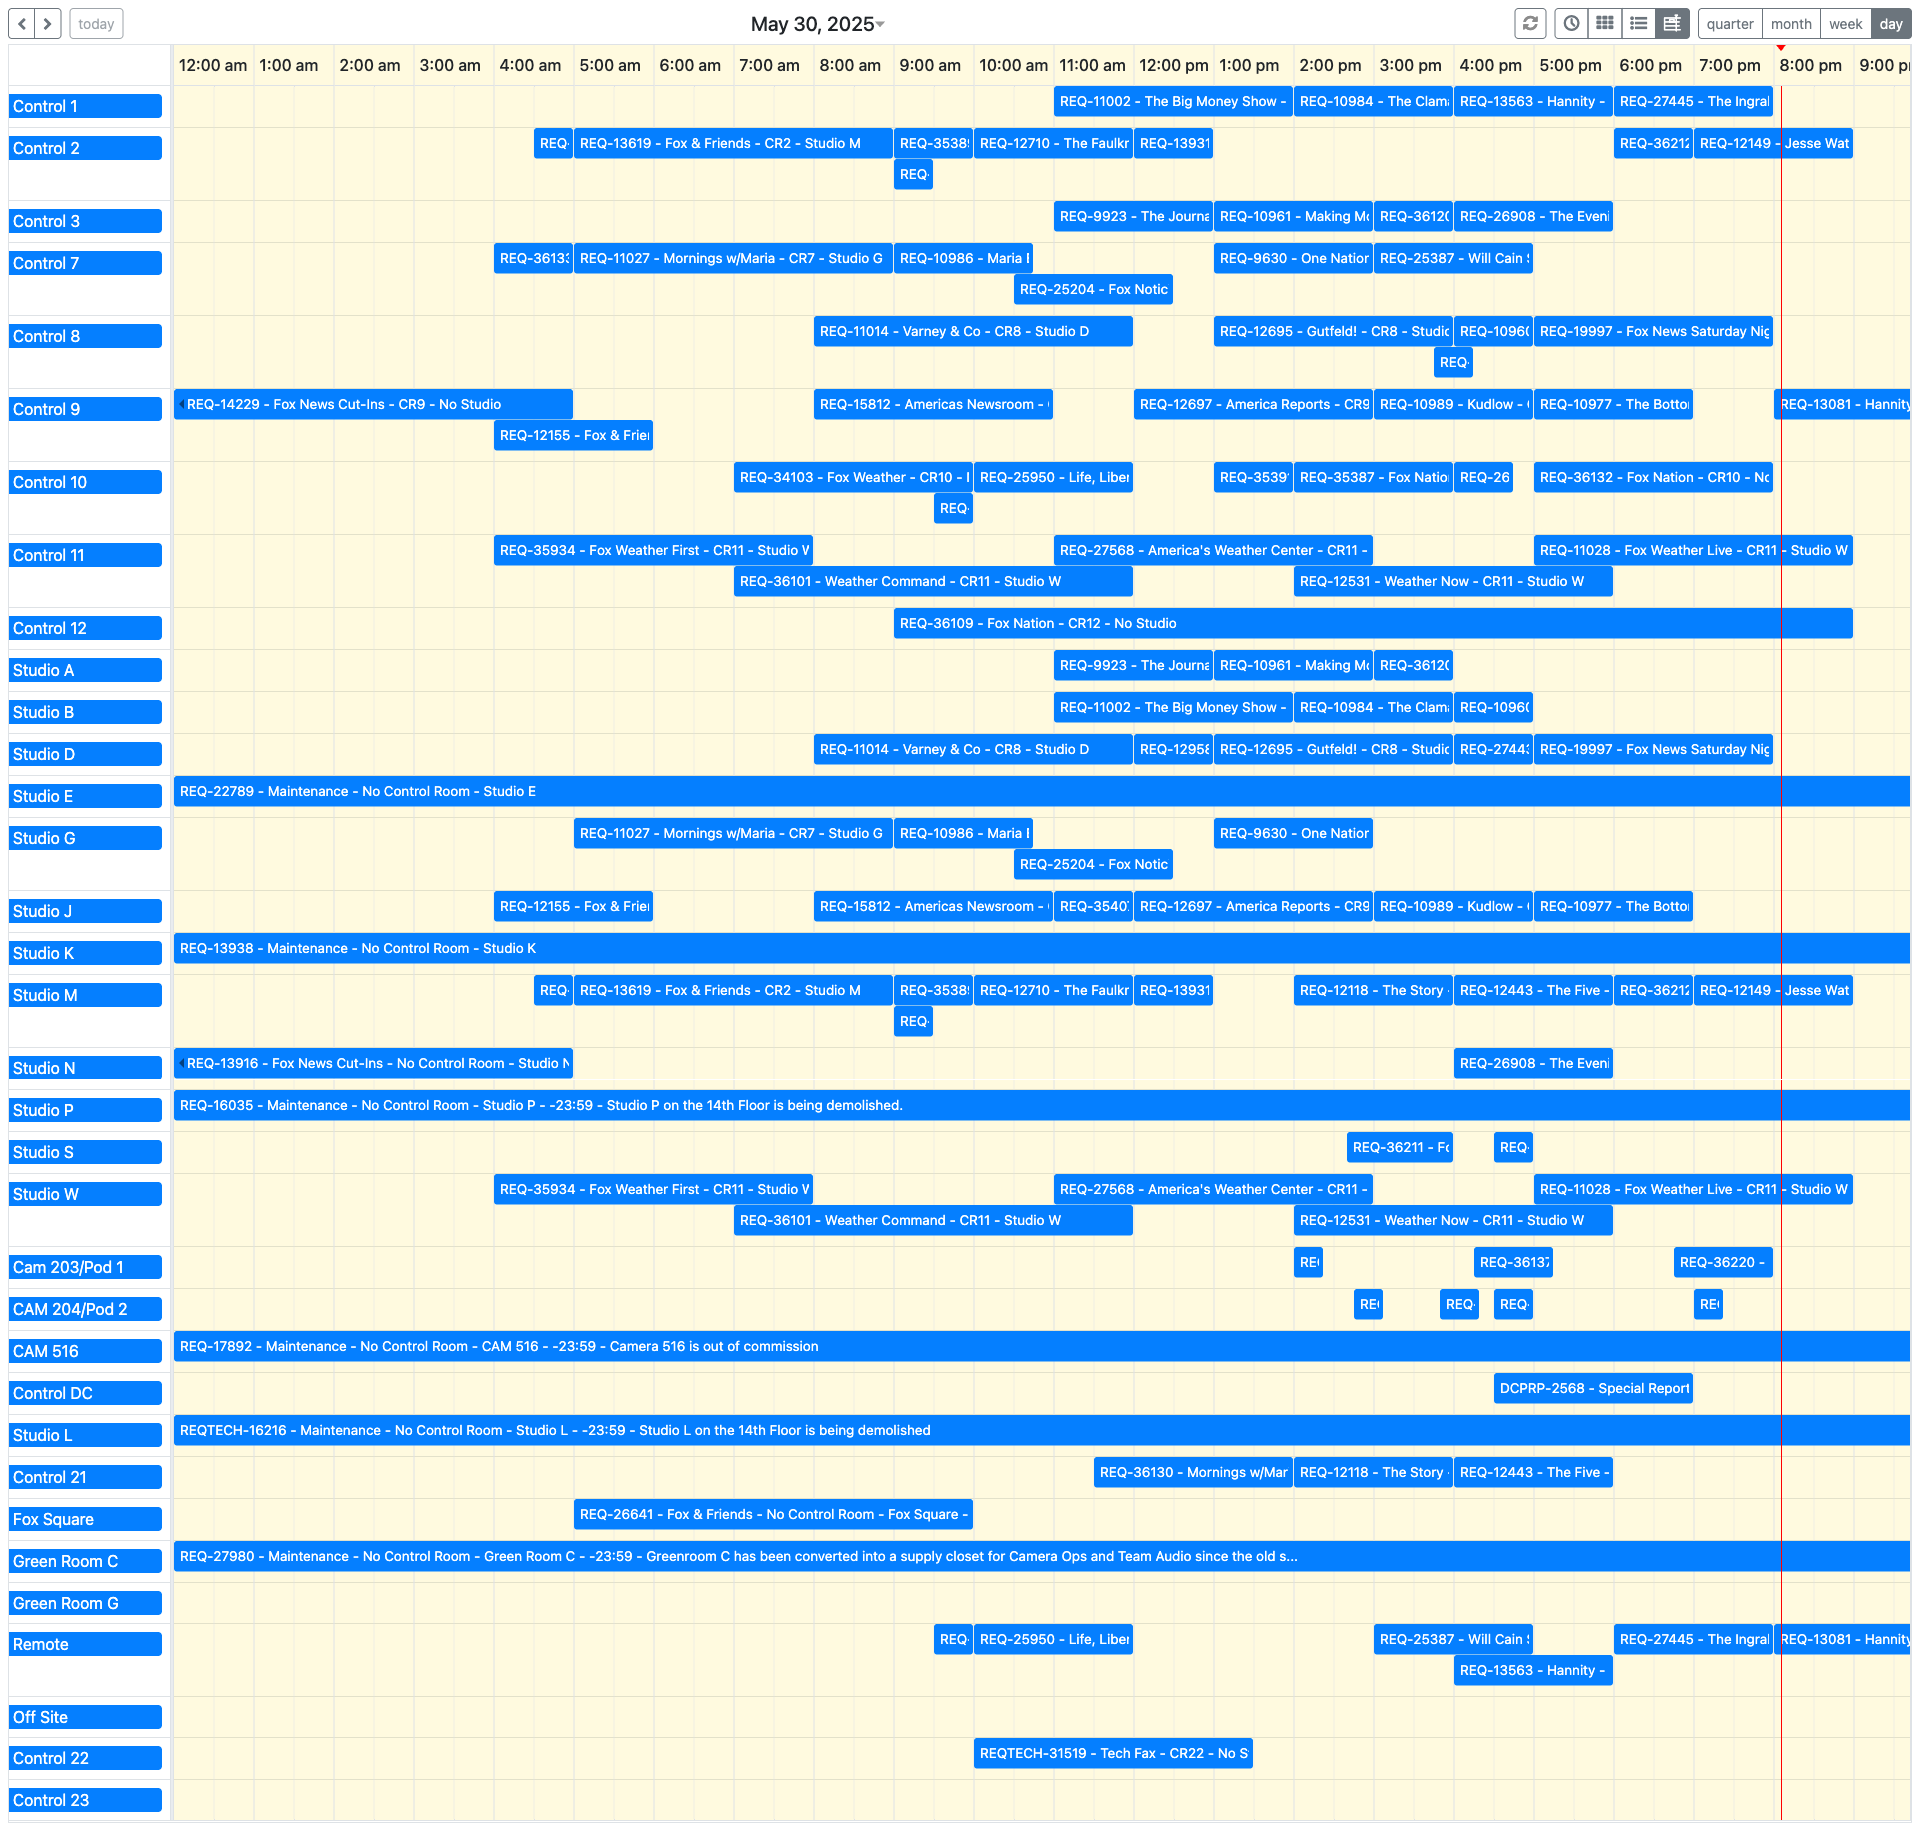 today
May 30, 2025
quarter month week day
12:00 am 1:00 am 2:00 am 3:00 am 4:00 am 5:00 am 6:00 am 7:00 am 8:00 am 9:00 am 10:00 am 11:00 am 12:00 pm 1:00 pm 2:00 pm 3:00 pm 4:00 pm 5:00 pm 6:00 pm 7:00 pm 8:00 pm 9:00 p
Control 1
REQ-11002 - The Big Money Show - REQ-10984 - The Clam REQ-13563 - Hannity - REQ-27445 - The Ingra
Control 2
REQ- REQ-13619 - Fox & Friends - CR2 - Studio M REQ-3538 REQ-12710 - The Faulkr REQ-13931 REQ-36212 REQ-12149 - Jesse Wat
REQ-
Control 3
REQ-9923 - The Journa REQ-10961 - Making Mo REQ-36120 REQ-26908 - The Eveni
Control 7
REQ-36133 REQ-11027 - Mornings w/Maria - CR7 - Studio G REQ-10986 - Maria REQ-9630 - One Nation REQ-25387 - Will Cain
REQ-25204 - Fox Notic
Control 8
REQ-11014 - Varney & Co - CR8 - Studio D REQ-12695 - Gutfeld! - CR8 - Studio REQ-1096 REQ-19997 - Fox News Saturday Nig
REQ-
Control 9
REQ-14229 - Fox News Cut-Ins - CR9 - No Studio REQ-15812 - Americas Newsroom - REQ-12697 - America Reports - CR9 REQ-10989 - Kudlow - REQ-10977 - The Botto REQ-13081 - Hannity
REQ-12155 - Fox & Frie
Control 10
REQ-34103 - Fox Weather - CR10 - REQ-25950 - Life, Liber REQ-3539 REQ-35387 - Fox Natio REQ-26 REQ-36132 - Fox Nation - CR10 - No
REQ-
Control 11
REQ-35934 - Fox Weather First - CR11 - Studio W REQ-27568 - America's Weather Center - CR11 - REQ-11028 - Fox Weather Live - CR11 - Studio W
REQ-36101 - Weather Command - CR11 - Studio W REQ-12531 - Weather Now - CR11 - Studio W
Control 12
REQ-36109 - Fox Nation - CR12 - No Studio
Studio A
REQ-9923 - The Journa REQ-10961 - Making Mo REQ-36120
Studio B
REQ-11002 - The Big Money Show - REQ-10984 - The Clam REQ-1096
Studio D
REQ-11014 - Varney & Co - CR8 - Studio D REQ-12958 REQ-12695 - Gutfeld! - CR8 - Studio REQ-27443 REQ-19997 - Fox News Saturday Nig
Studio E
REQ-22789 - Maintenance - No Control Room - Studio E
Studio G
REQ-11027 - Mornings w/Maria - CR7 - Studio G REQ-10986 - Maria REQ-9630 - One Nation
REQ-25204 - Fox Notic
Studio J
REQ-12155 - Fox & Frie REQ-15812 - Americas Newsroom - REQ-3540 REQ-12697 - America Reports - CR9 REQ-10989 - Kudlow - REQ-10977 - The Botto
Studio K
REQ-13938 - Maintenance - No Control Room - Studio K
Studio M
REQ- REQ-13619 - Fox & Friends - CR2 - Studio M REQ-3538 REQ-12710 - The Faulkr REQ-13931 REQ-12118 - The Story - REQ-12443 - The Five - REQ-36212 REQ-12149 - Jesse Wat
REQ-
Studio N
REQ-13916 - Fox News Cut-Ins - No Control Room - Studio N REQ-26908 - The Eveni
Studio P
REQ-16035 - Maintenance - No Control Room - Studio P - -23:59 - Studio P on the 14th Floor is being demolished.
Studio S
REQ-36211 - Fo REQ-
Studio W
REQ-35934 - Fox Weather First - CR11 - Studio W REQ-27568 - America's Weather Center - CR11 - REQ-11028 - Fox Weather Live - CR11 - Studio W
REQ-36101 - Weather Command - CR11 - Studio W REQ-12531 - Weather Now - CR11 - Studio W
Cam 203/Pod 1
RE REQ-36137 REQ-36220 -
CAM 204/Pod 2
RE REQ- REQ- RE
CAM 516
REQ-17892 - Maintenance - No Control Room - CAM 516 - -23:59 - Camera 516 is out of commission
Control DC
DCPRP-2568 - Special Report
Studio L
REQTECH-16216 - Maintenance - No Control Room - Studio L - -23:59 - Studio L on the 14th Floor is being demolished
Control 21
REQ-36130 - Mornings w/Mar REQ-12118 - The Story - REQ-12443 - The Five -
Fox Square
REQ-26641 - Fox & Friends - No Control Room - Fox Square -
Green Room C
REQ-27980 - Maintenance - No Control Room - Green Room C - -23:59 - Greenroom C has been converted into a supply closet for Camera Ops and Team Audio since the old s...
Green Room G
Remote
REQ- REQ-25950 - Life, Liber REQ-25387 - Will Cain REQ-27445 - The Ingra REQ-13081 - Hannity
REQ-13563 - Hannity -
Off Site
Control 22
REQTECH-31519 - Tech Fax - CR22 - No S
Control 23